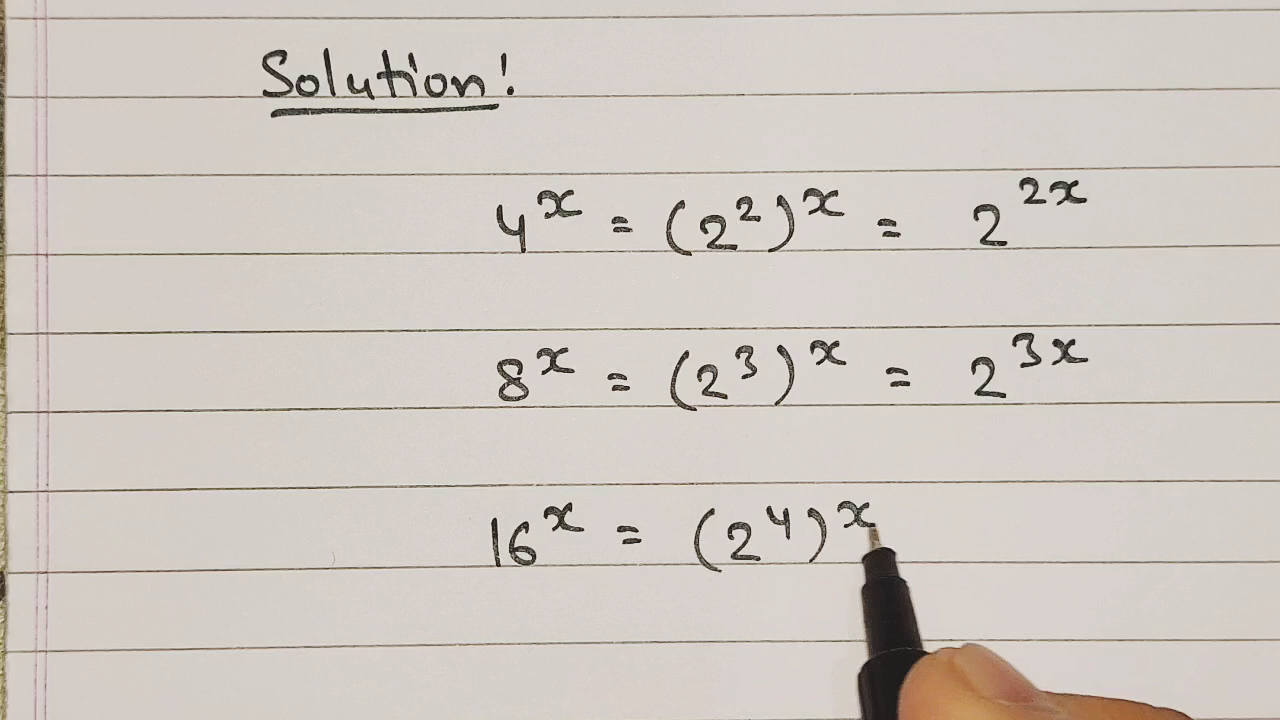 Solution!
4^x = (2^2)^x = 2^{2x}
8^x = (2^3)^x = 2^{3x}
16^x = (2^4)^x